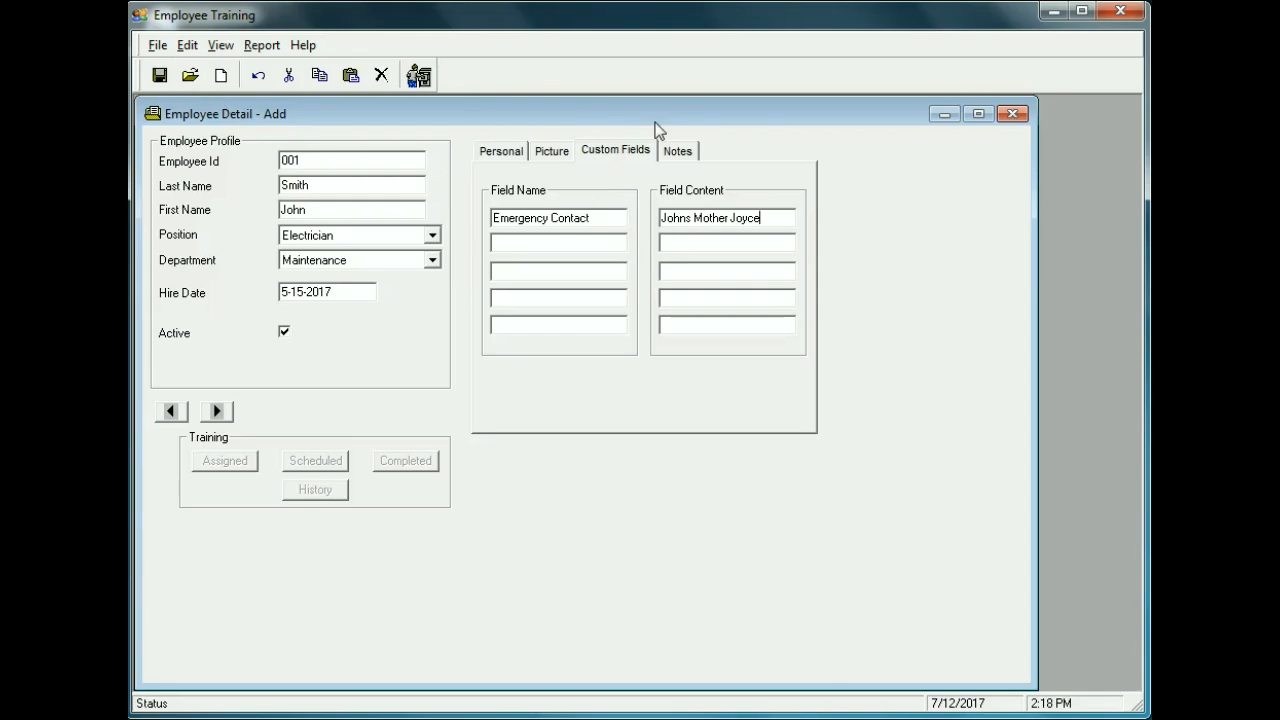 Employee Training
File Edit View Report Help
Employee Detail - Add
Employee Profile
Employee Id 001
Last Name Smith
First Name John
Position Electrician
Department Maintenance
Hire Date 5-15-2017
Active
Personal Picture Custom Fields Notes
Field Name Field Content
Emergency Contact Johns Mother Joyce
Training
Assigned Scheduled Completed
History
Status 7/12/2017 2:18 PM